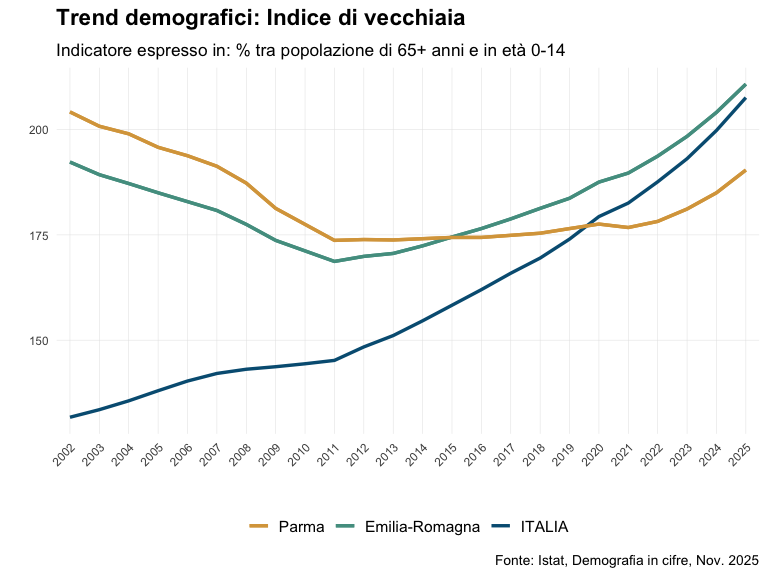 Trend demografici: Indice di vecchiaia
Indicatore espresso in: % tra popolazione di 65+ anni e in età 0-14
200
175
150
2002 2003 2004 2005 2006 2007 2008 2009 2010 2011 2012 2013 2014 2015 2016 2017 2018 2019 2020 2021 2022 2023 2024 2025
Parma Emilia-Romagna ITALIA
Fonte: Istat, Demografia in cifre, Nov. 2025